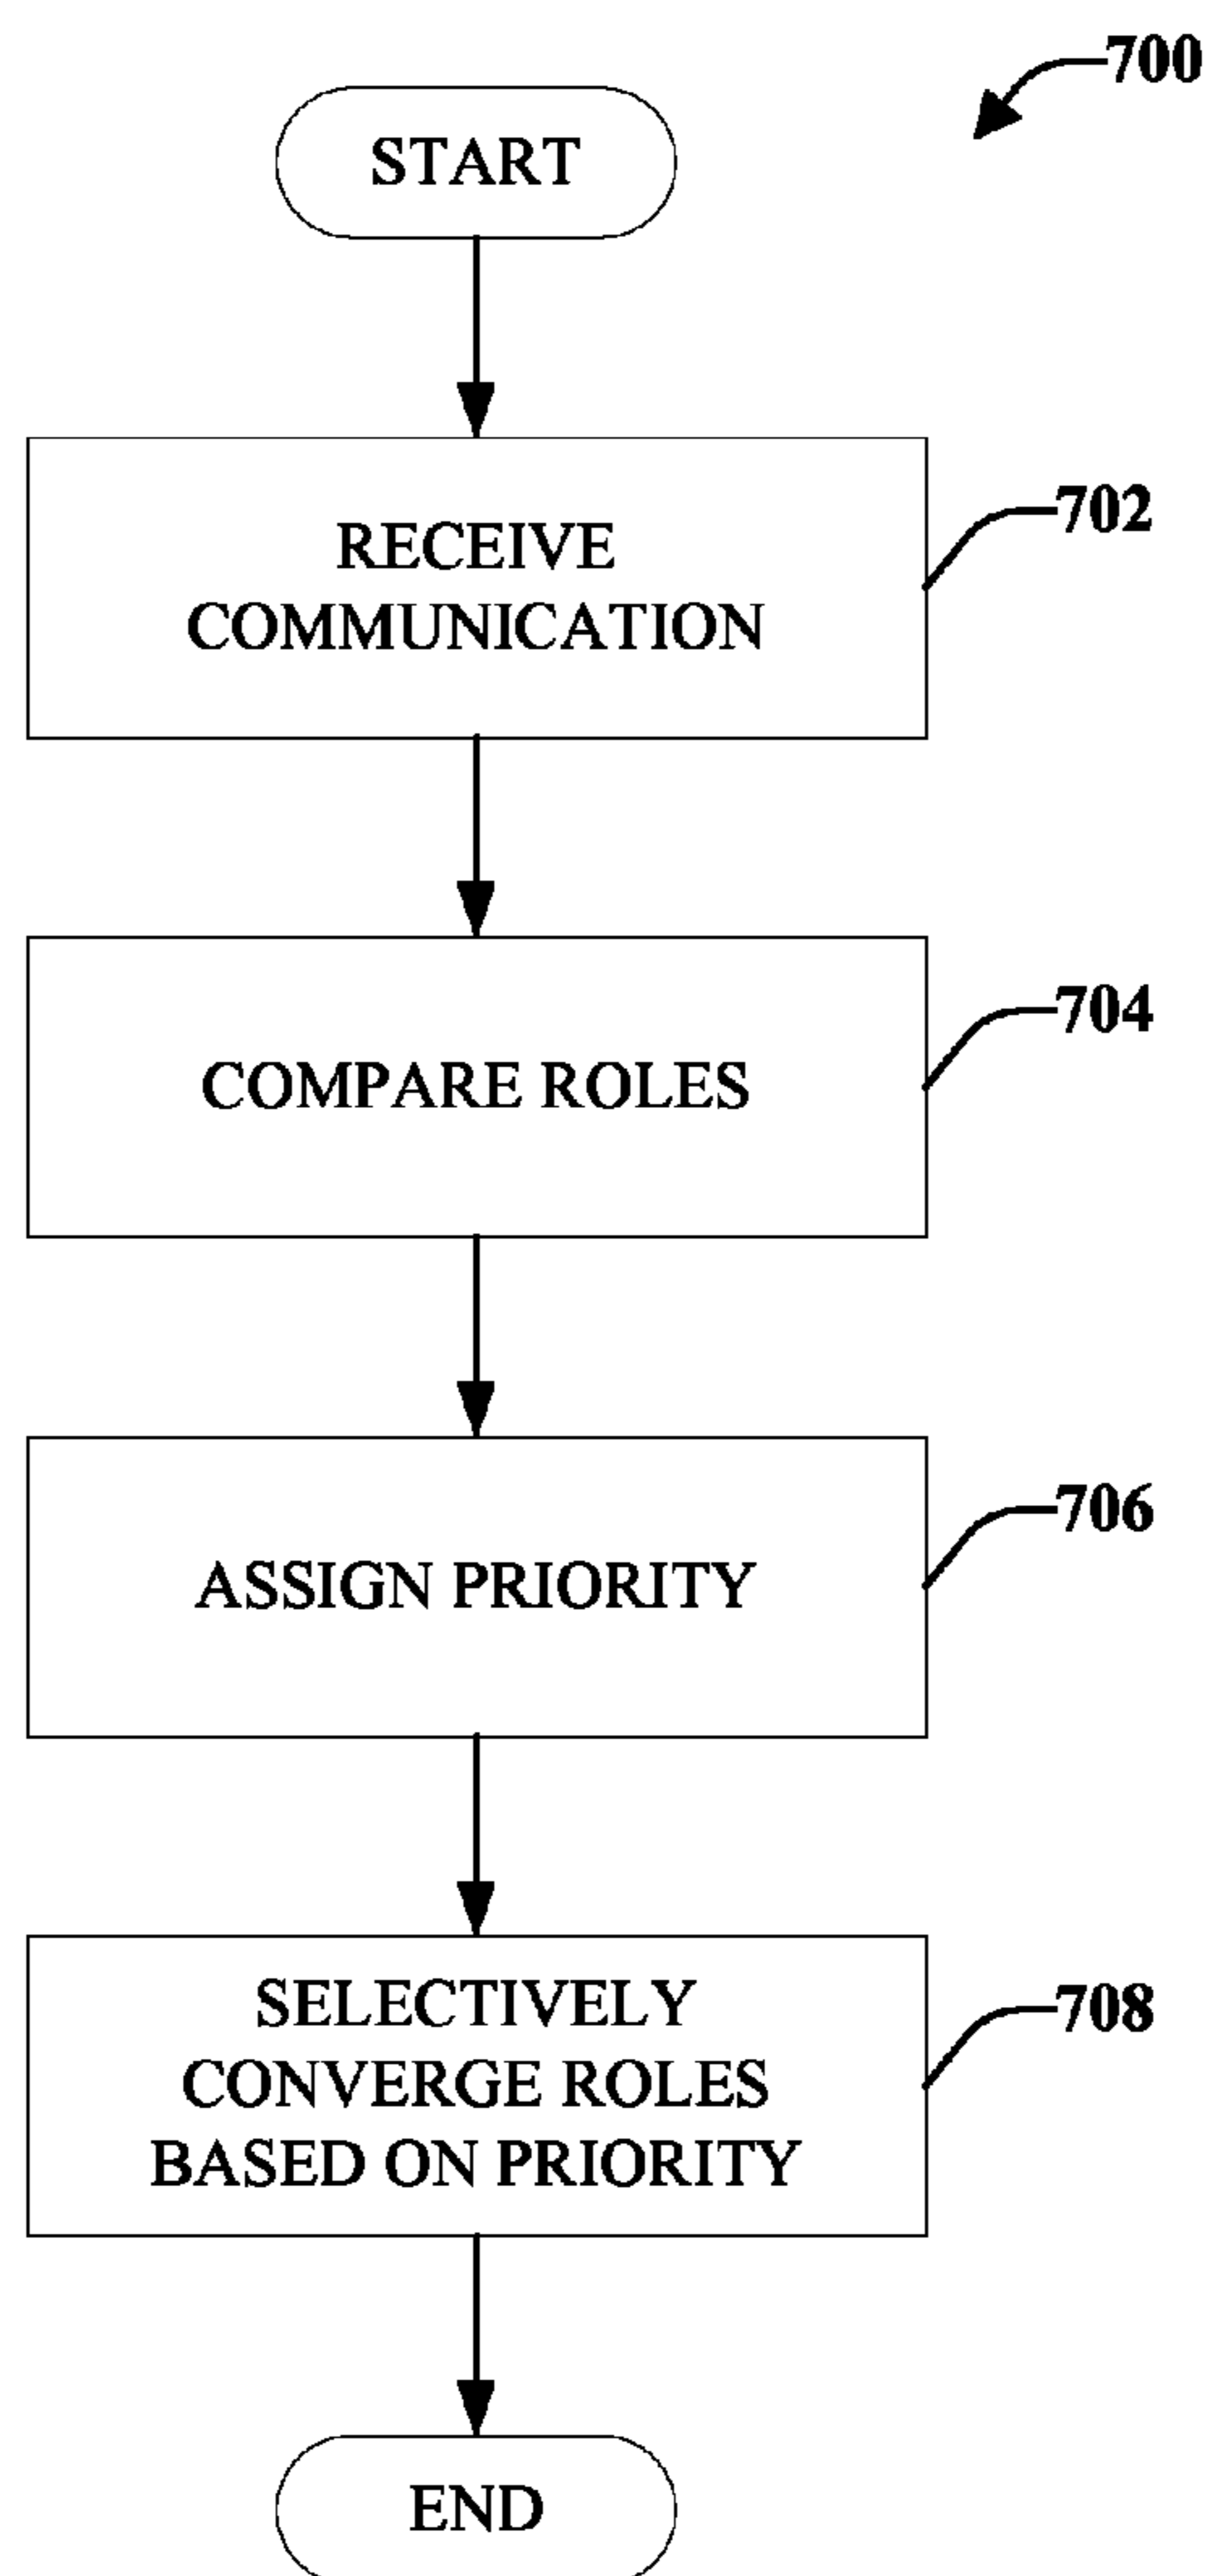 700
START
RECEIVE
COMMUNICATION
702
COMPARE ROLES
704
ASSIGN PRIORITY
706
SELECTIVELY
CONVERGE ROLES
BASED ON PRIORITY
708
END